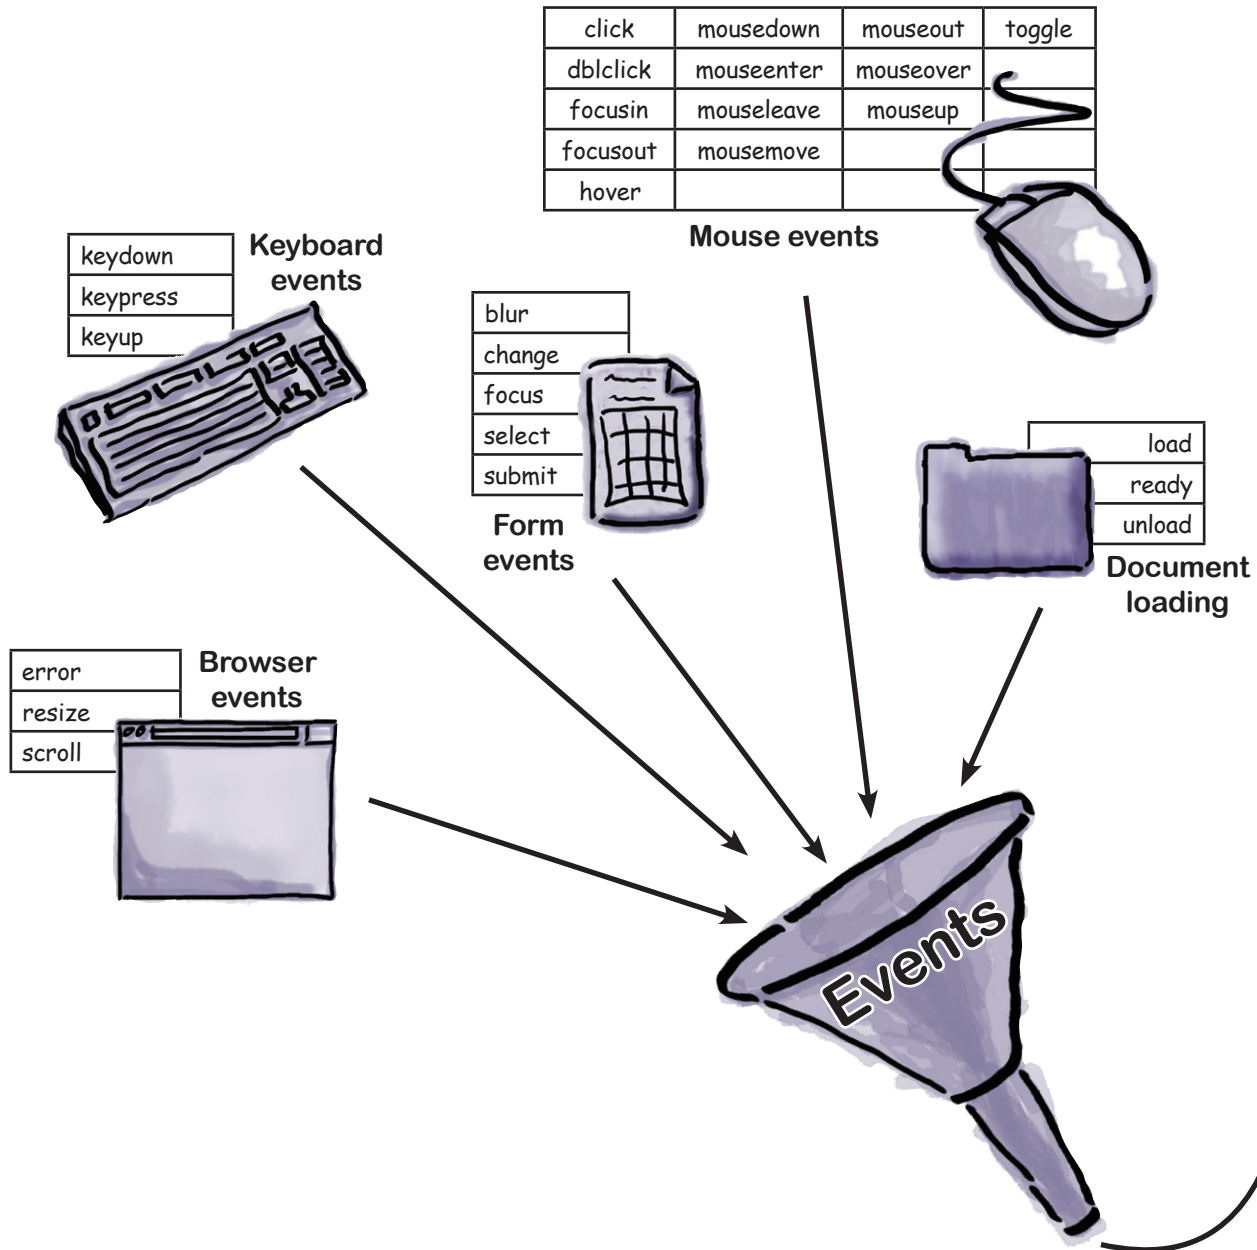 click mousedown mouseout toggle
dblclick mouseenter mouseover
focusin mouseleave mouseup
focusout mousemove
hover
Mouse events
keydown
keypress
keyup
Keyboard
events
blur
change
focus
select
submit
Form
events
load
ready
unload
Document
loading
error
resize
scroll
Browser
events
Events